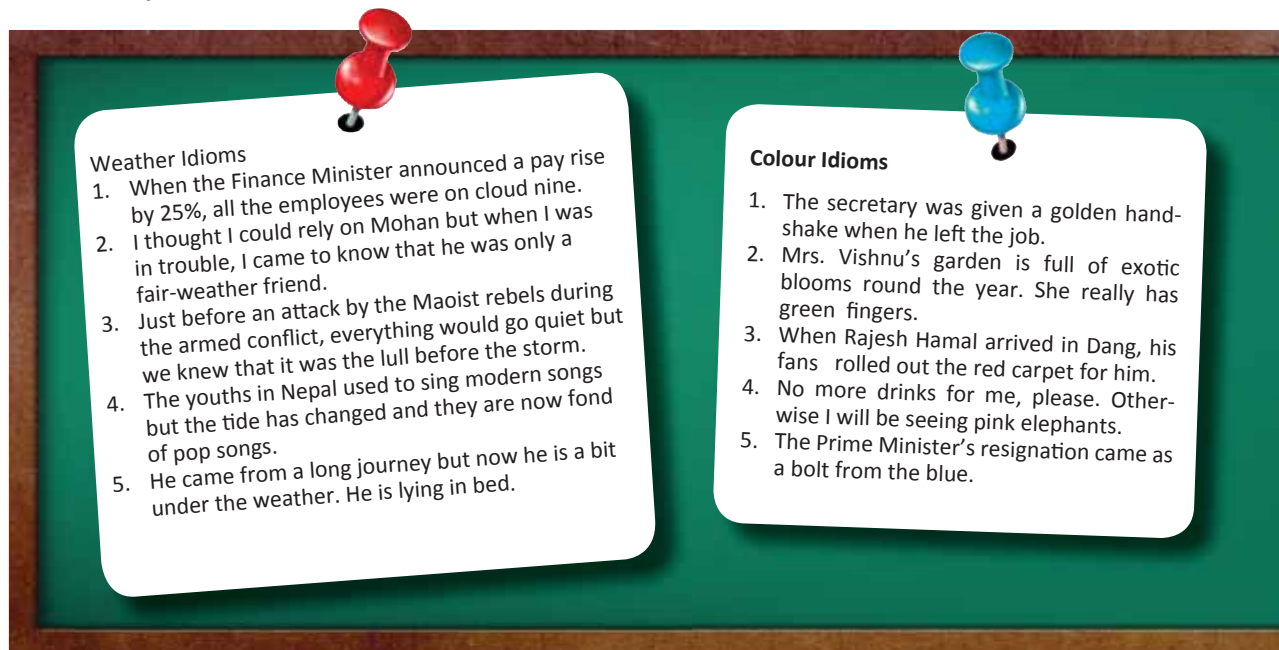 Weather Idioms
1. When the Finance Minister announced a pay rise
by 25%, all the employees were on cloud nine.
2. I thought I could rely on Mohan but when I was
in trouble, I came to know that he was only a
fair-weather friend.
3. Just before an attack by the Maoist rebels during
the armed conflict, everything would go quiet but
we knew that it was the lull before the storm.
4. The youths in Nepal used to sing modern songs
but the tide has changed and they are now fond
of pop songs.
5. He came from a long journey but now he is a bit
under the weather. He is lying in bed.
Colour Idioms
1. The secretary was given a golden hand-
shake when he left the job.
2. Mrs. Vishnu's garden is full of exotic
blooms round the year. She really has
green fingers.
3. When Rajesh Hamal arrived in Dang, his
fans rolled out the red carpet for him.
4. No more drinks for me, please. Other-
wise I will be seeing pink elephants.
5. The Prime Minister's resignation came as
a bolt from the blue.